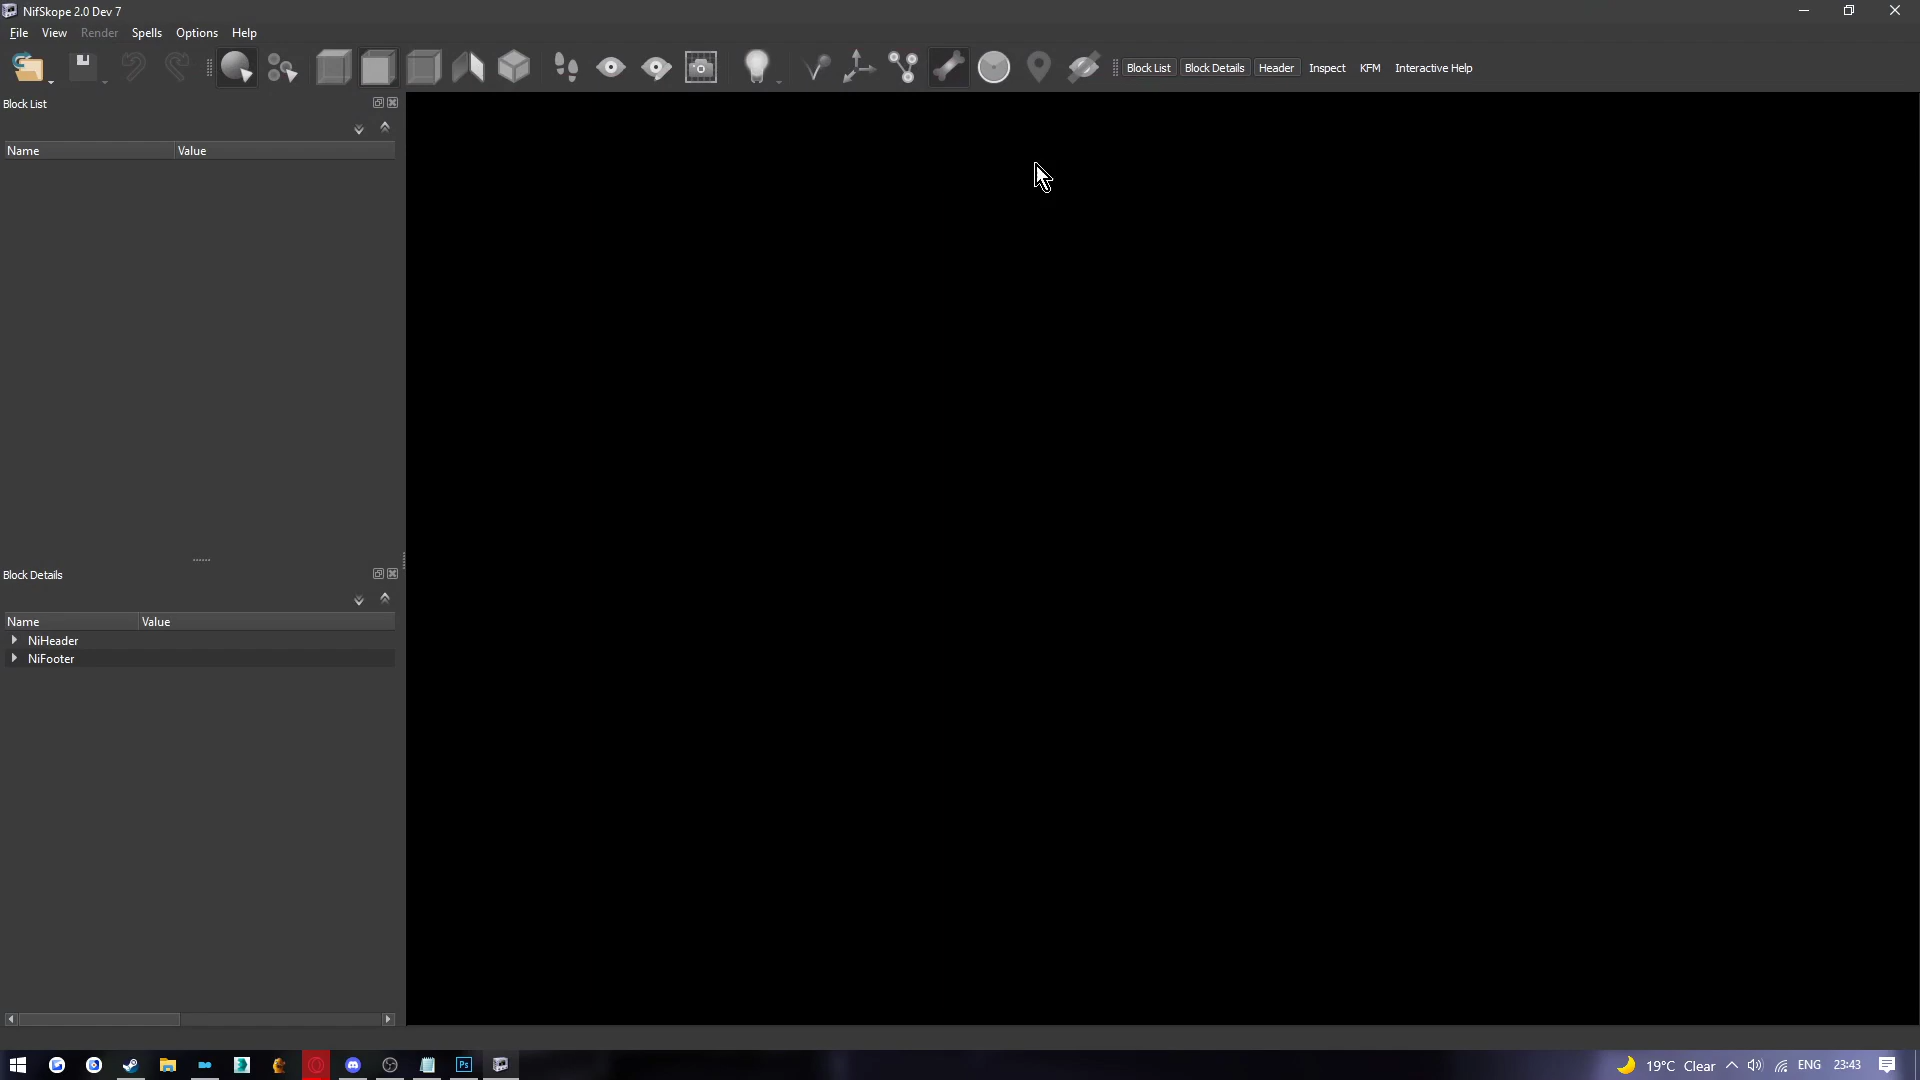 NifSkope 2.0 Dev 7
File View Render Spells Options Help
Block List Block Details Header Inspect KFM Interactive Help
Block List
Name Value
Block Details
Name Value
NiHeader
NiFooter
Ps
19°C Clear ENG 23:43